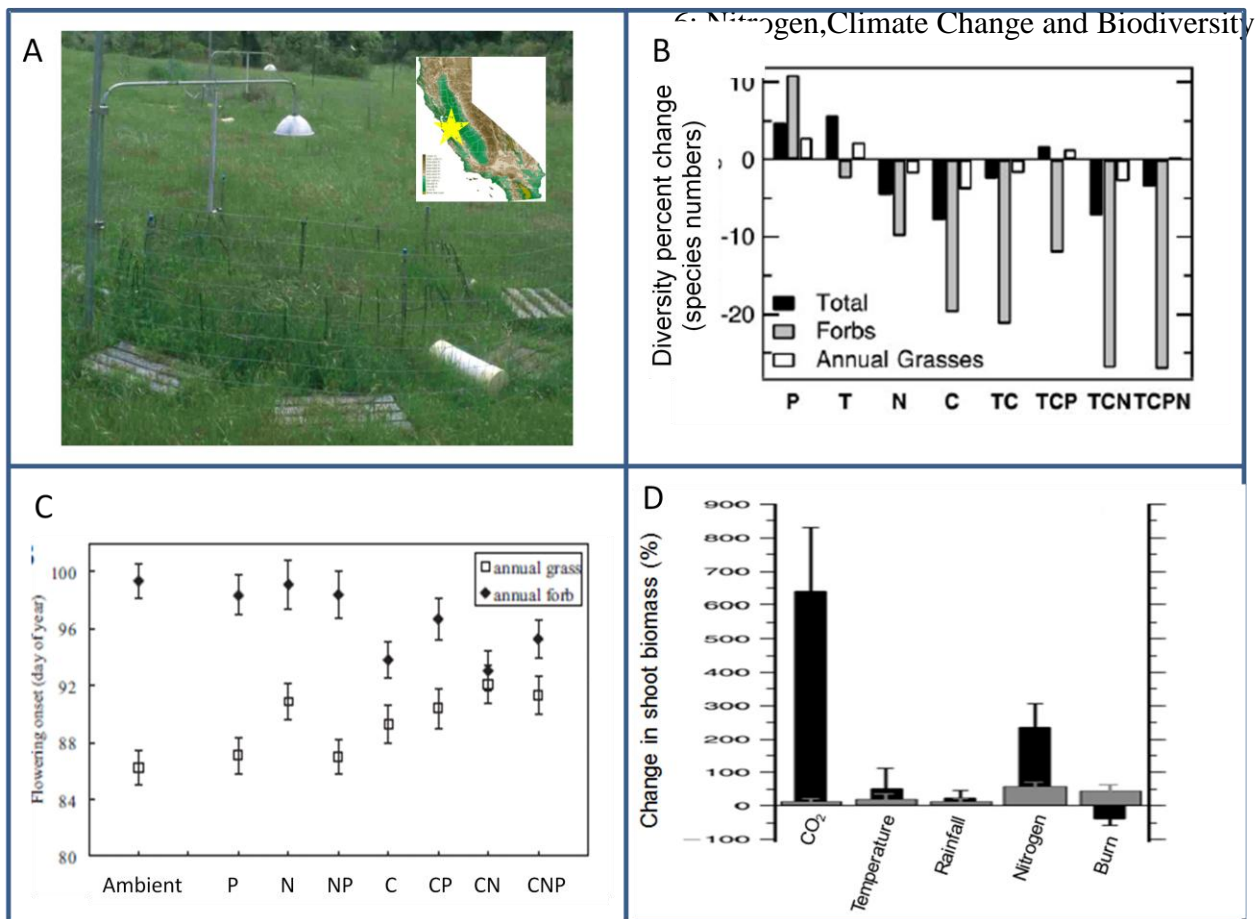 6: Nitrogen,Climate Change and Biodiversity
A
B
Diversity percent change
(species numbers)
10
0
-10
-20
Total
Forbs
Annual Grasses
P T N C TC TCP TCN TCPN
C
Flowering onset (day of year)
100
96
92
88
84
80
annual grass
annual forb
Ambient P N NP C CP CN CNP
D
Change in shoot biomass (%)
900
800
700
600
500
400
300
200
100
0
-100
CO₂
Temperature
Rainfall
Nitrogen
Burn